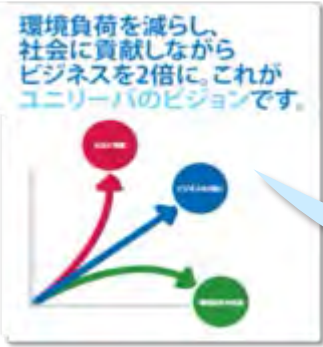 環境負荷を減らし、
社会に貢献しながら
ビジネスを2倍に。これが
ユニリーバのビジョンです。